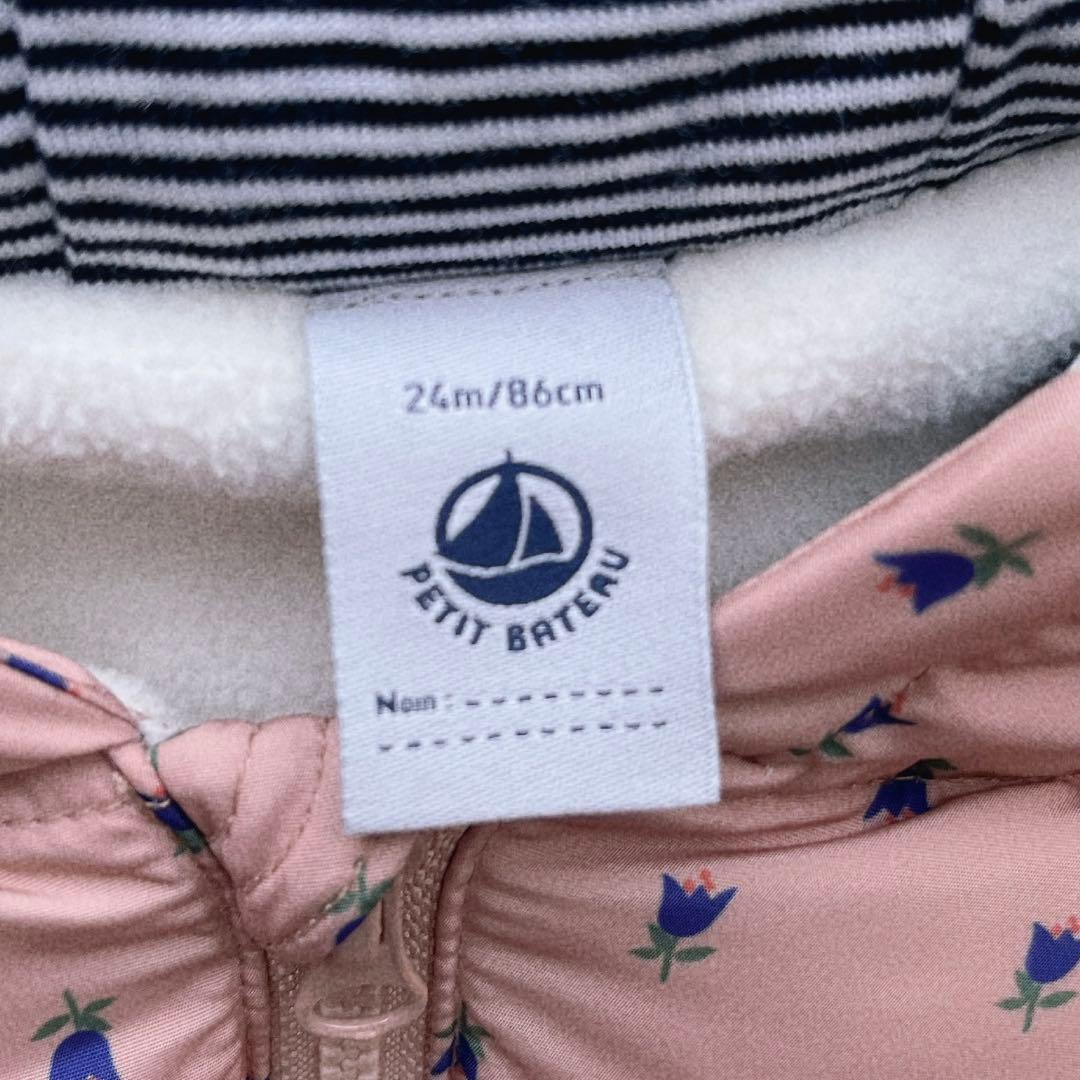 24m/86cm
PETIT BATEAU
Nom :